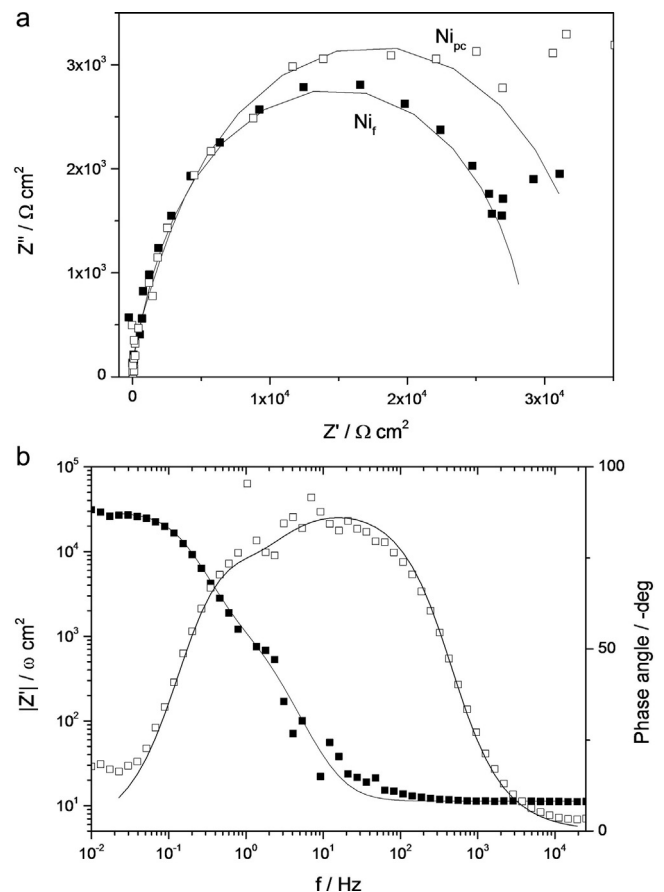 a
Ni_pc
Ni_f
3x10³
2x10³
1x10³
0
Z'' / Ω cm²
0
1x10⁴
2x10⁴
3x10⁴
Z' / Ω cm²
b
10⁵
10⁴
10³
10²
10¹
|Z'| / ω cm²
100
50
0
Phase angle / -deg
10⁻²
10⁻¹
10⁰
10¹
10²
10³
10⁴
f / Hz